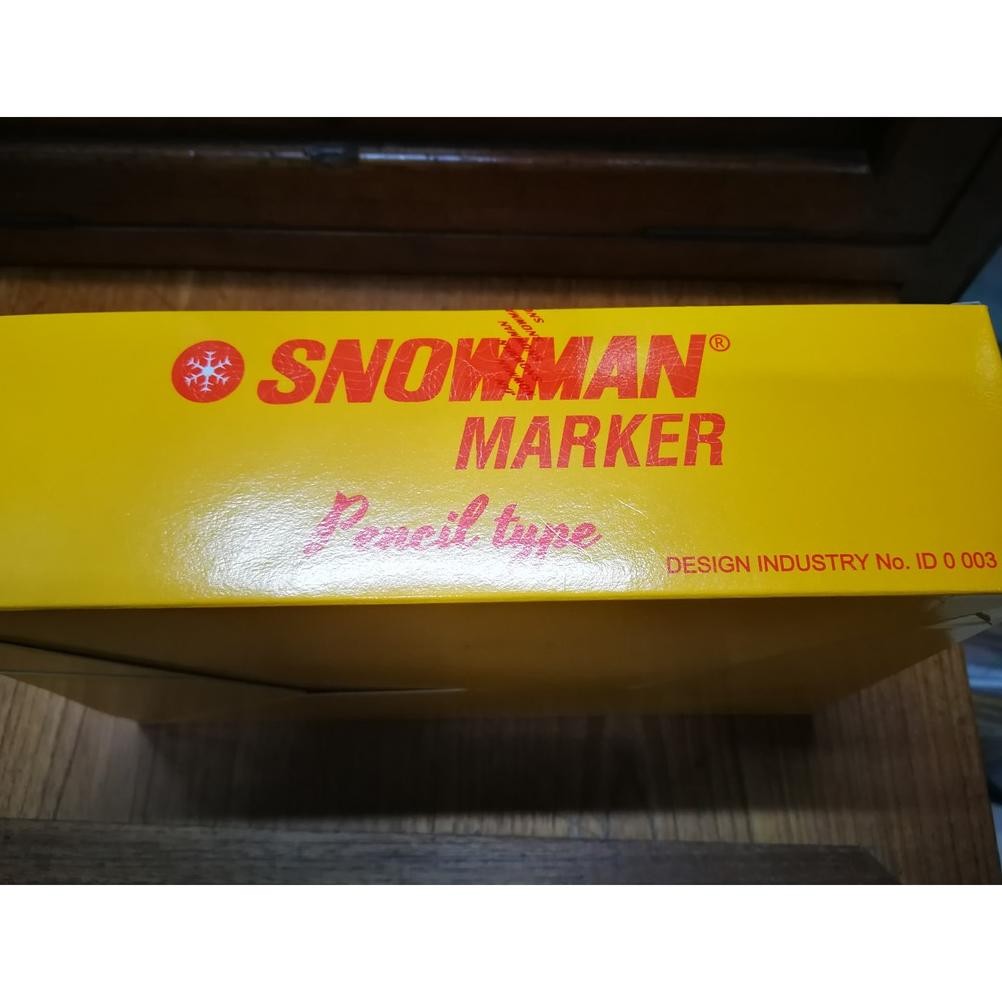 SNOWMAN®
MARKER
Pencil type
DESIGN INDUSTRY No. ID 0 003